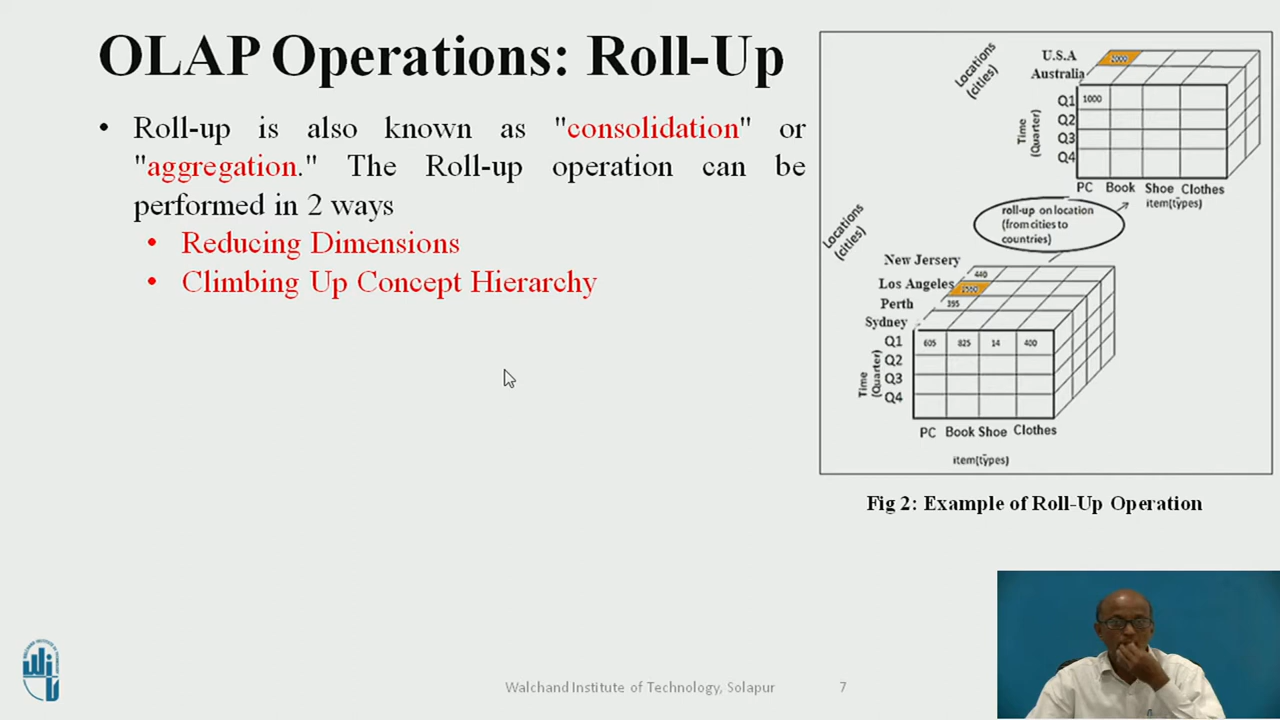 OLAP Operations: Roll-Up
• Roll-up is also known as "consolidation" or
"aggregation." The Roll-up operation can be
performed in 2 ways
• Reducing Dimensions
• Climbing Up Concept Hierarchy
Locations
(cities)
U.S.A
2000
Australia
Time
(Quarter)
Q1 1000
Q2
Q3
Q4
PC Book Shoe Clothes
item(types)
roll-up on location
(from cities to
countries)
Locations
(cities)
New Jersery 440
Los Angeles 1560
Perth 395
Sydney
Time
(Quarter)
Q1 605 825 14 400
Q2
Q3
Q4
PC Book Shoe Clothes
item(types)
Fig 2: Example of Roll-Up Operation
Walchand Institute of Technology, Solapur 7